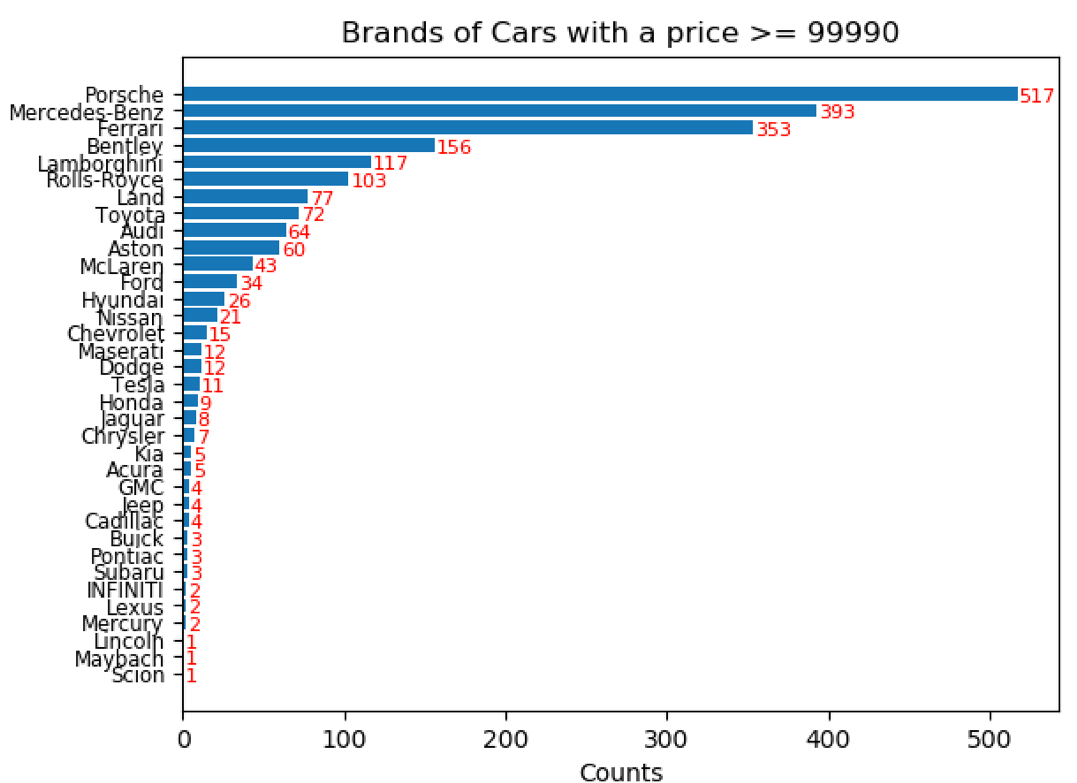 Brands of Cars with a price >= 99990
Porsche 517
Mercedes-Benz 393
Ferrari 353
Bentley 156
Lamborghini 117
Rolls-Royce 103
Land 77
Toyota 72
Audi 64
Aston 60
McLaren 43
Ford 34
Hyundai 26
Nissan 21
Chevrolet 15
Maserati 12
Dodge 12
Tesla 11
Honda 9
Jaguar 8
Chrysler 7
Kia 5
Acura 5
GMC 4
Jeep 4
Cadillac 4
Buick 3
Pontiac 3
Subaru 3
INFINITI 2
Lexus 2
Mercury 2
Lincoln 1
Maybach 1
Scion 1
0 100 200 300 400 500
Counts